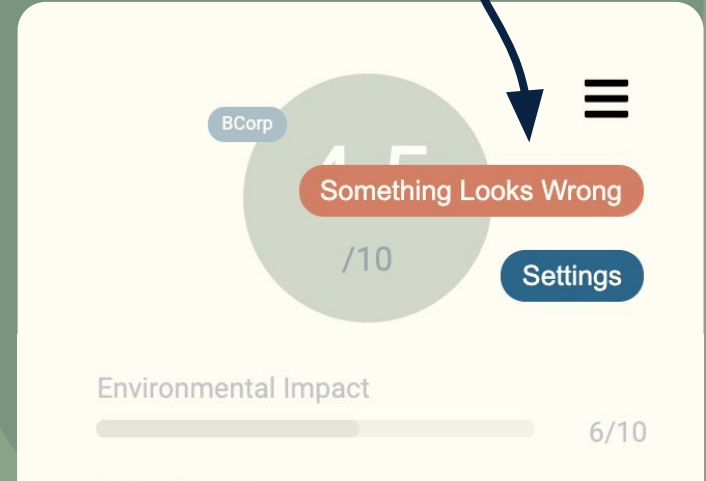 BCorp
Something Looks Wrong
/10
Settings
Environmental Impact
6/10